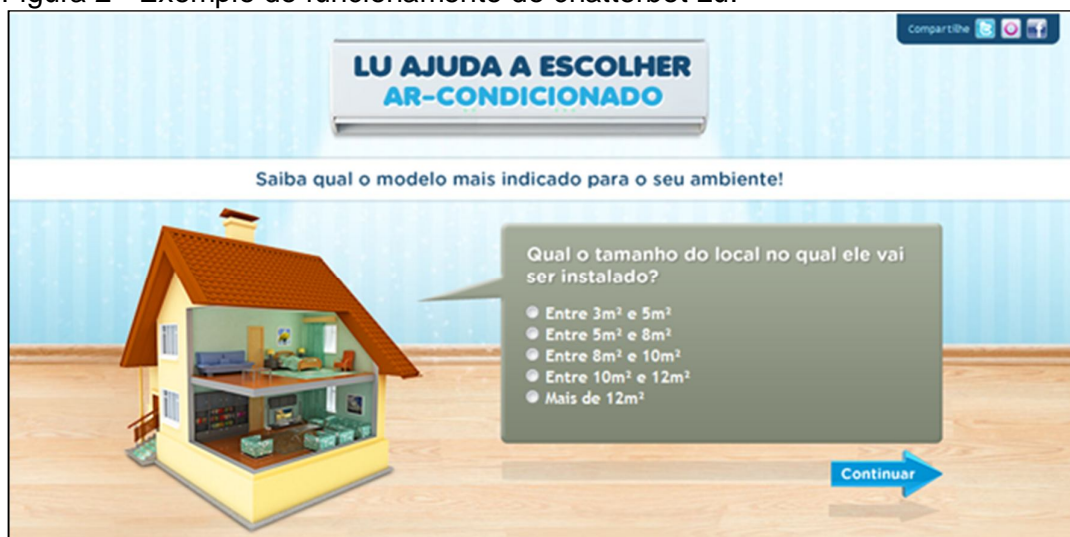 Figura 2 - Exemplo de funcionamento do chatterbot Lu.
Compartilhe
LU AJUDA A ESCOLHER
AR-CONDICIONADO
Saiba qual o modelo mais indicado para o seu ambiente!
Qual o tamanho do local no qual ele vai
ser instalado?
Entre 3m² e 5m²
Entre 5m² e 8m²
Entre 8m² e 10m²
Entre 10m² e 12m²
Mais de 12m²
Continuar